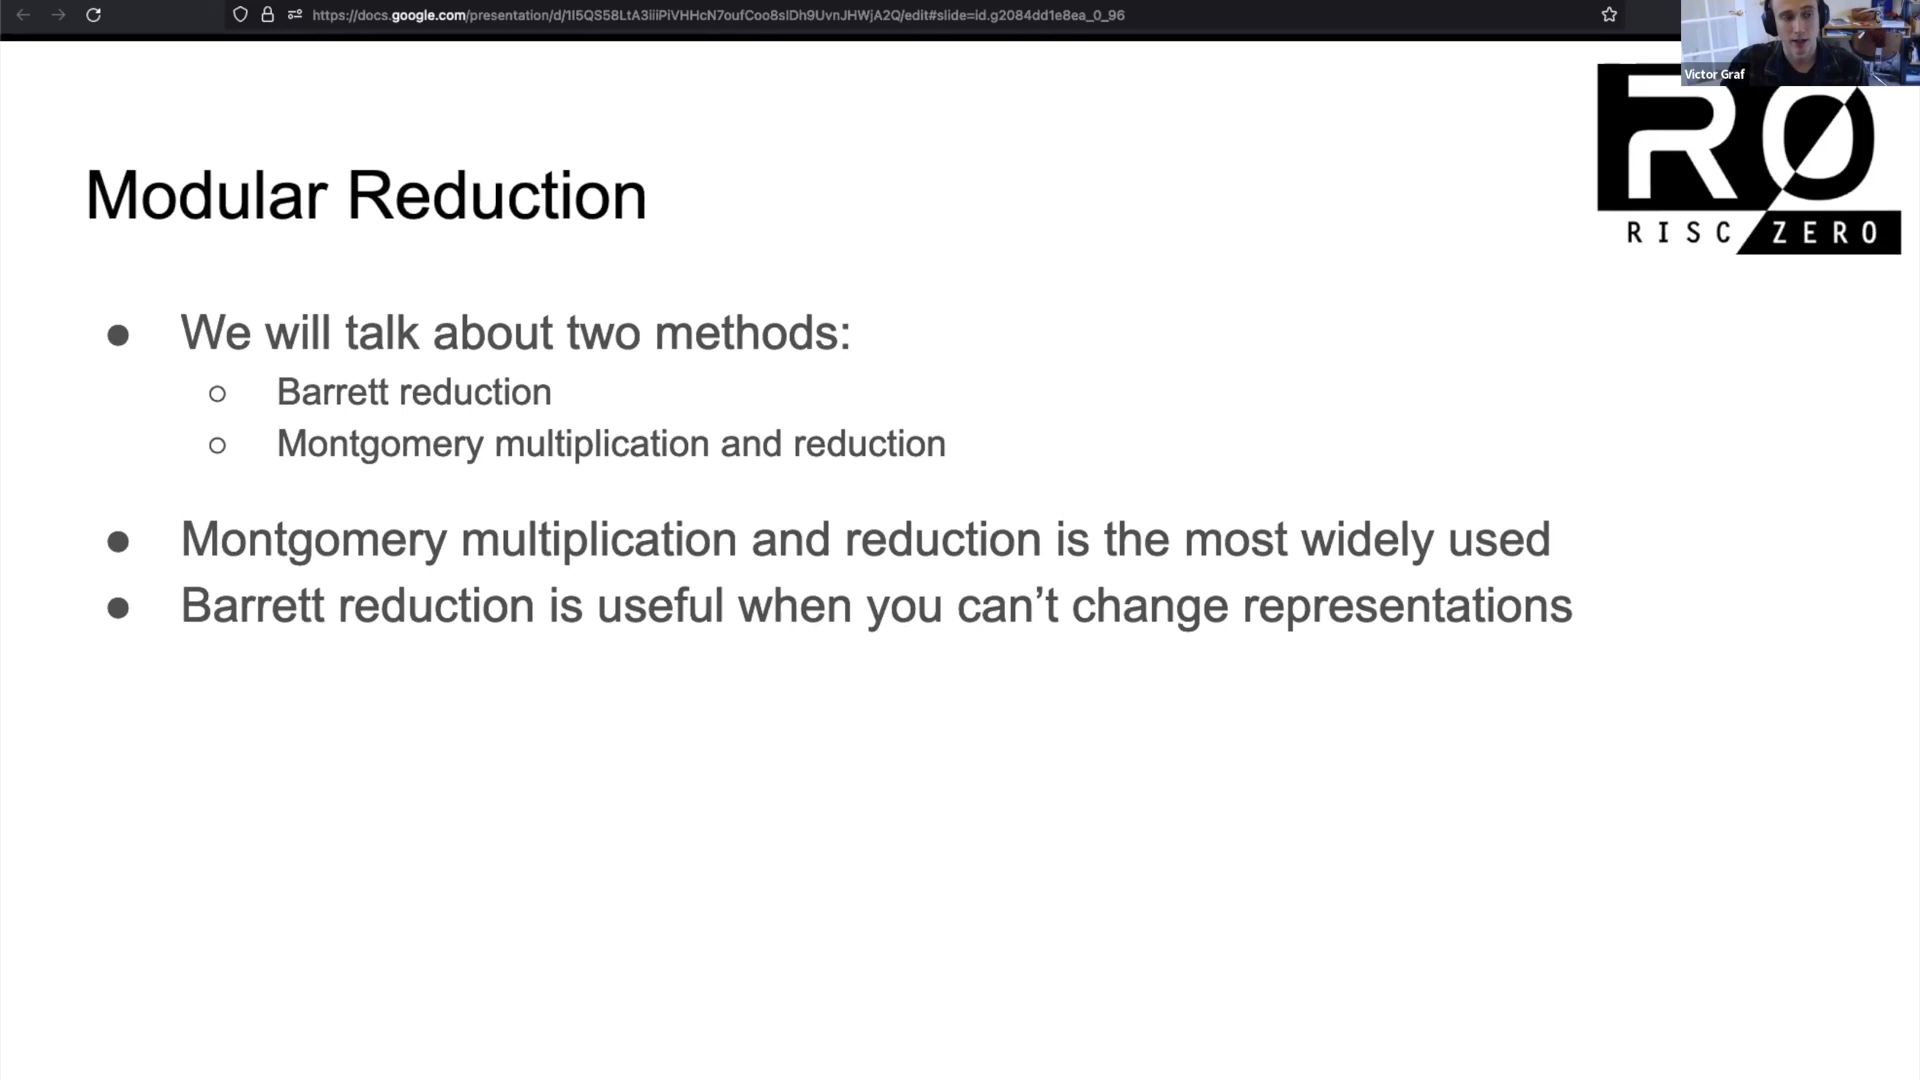 https://docs.google.com/presentation/d/1I5QS58LtA3iiiPiVHHcN7oufCoo8sIDh9UvnJHWjA2Q/edit#slide=id.g2084dd1e8ea_0_96
Victor Graf
RISC ZERO
Modular Reduction
● We will talk about two methods:
○ Barrett reduction
○ Montgomery multiplication and reduction
● Montgomery multiplication and reduction is the most widely used
● Barrett reduction is useful when you can’t change representations